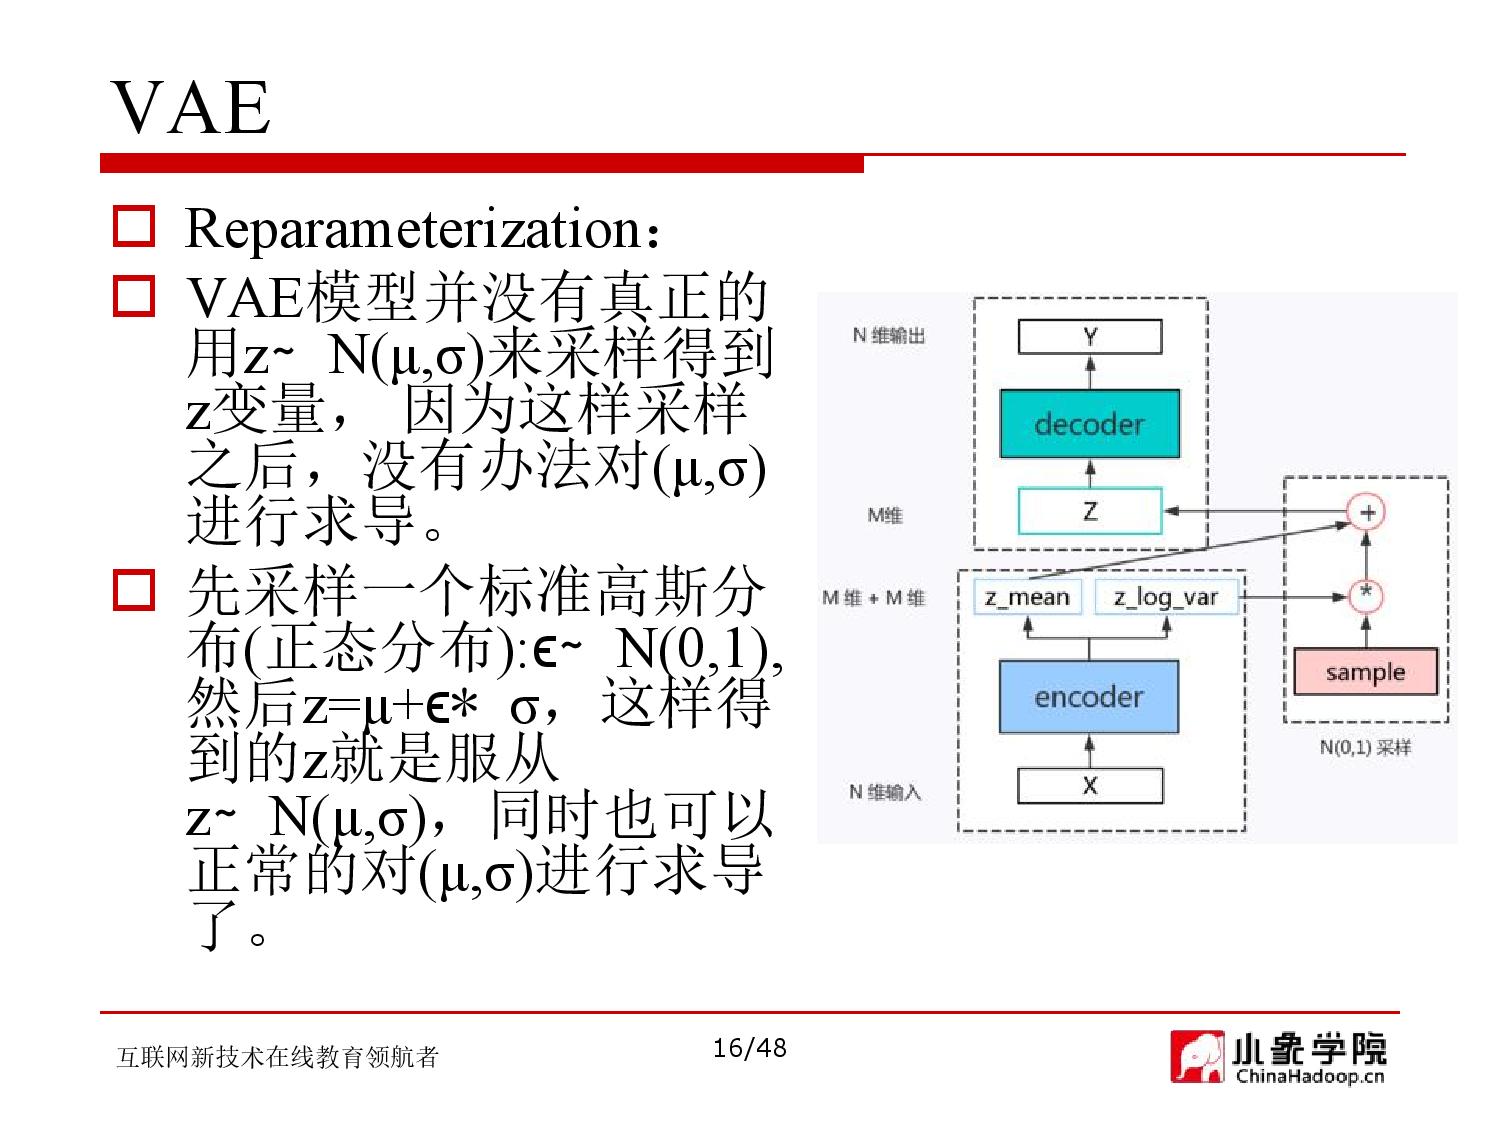 VAE
Reparameterization：
VAE模型并没有真正的
用z~ N(μ,σ)来采样得到
z变量， 因为这样采样
之后，没有办法对(μ,σ)
进行求导。
先采样一个标准高斯分
布(正态分布):ϵ~ N(0,1),
然后z=μ+ϵ* σ，这样得
到的z就是服从
z~ N(μ,σ)，同时也可以
正常的对(μ,σ)进行求导
了。
N 维输出
Y
decoder
M维
Z
+
M 维 + M 维
z_mean
z_log_var
*
encoder
sample
N(0,1) 采样
N 维输入
X
互联网新技术在线教育领航者
16/48
小象学院
ChinaHadoop.cn